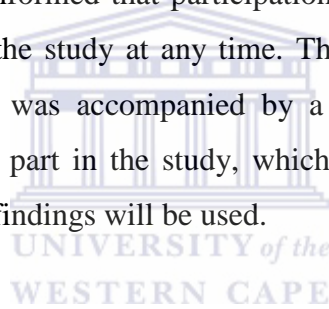 informed that participation
the study at any time. Th
was accompanied by a
part in the study, which
findings will be used.
UNIVERSITY of the
WESTERN CAPE